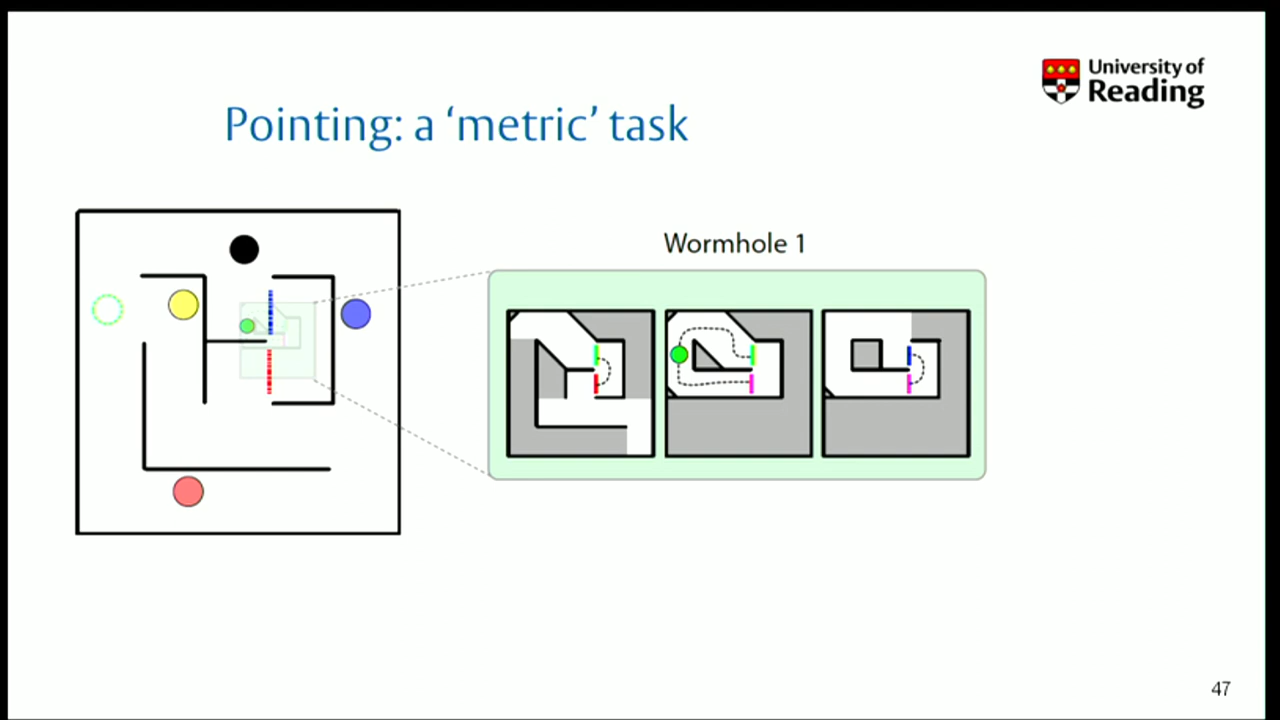 University of
Reading
Pointing: a ‘metric’ task
Wormhole 1
47